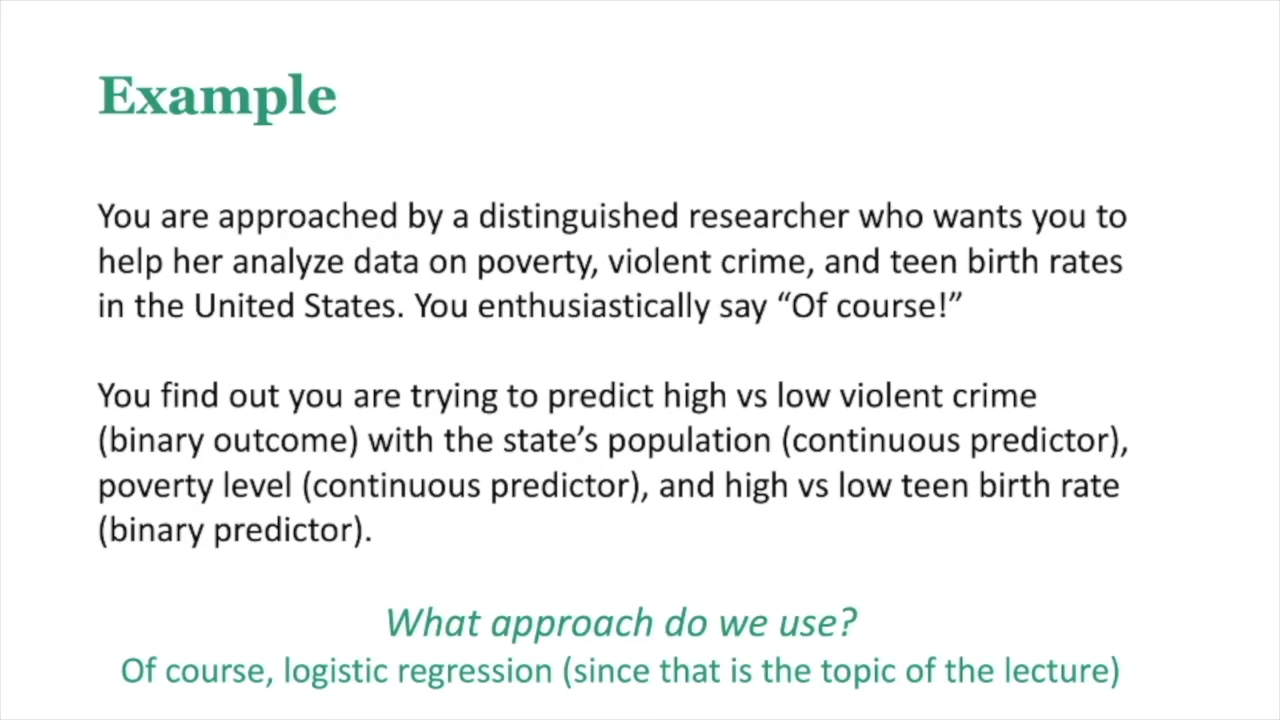 Example
You are approached by a distinguished researcher who wants you to
help her analyze data on poverty, violent crime, and teen birth rates
in the United States. You enthusiastically say “Of course!”
You find out you are trying to predict high vs low violent crime
(binary outcome) with the state’s population (continuous predictor),
poverty level (continuous predictor), and high vs low teen birth rate
(binary predictor).
What approach do we use?
Of course, logistic regression (since that is the topic of the lecture)